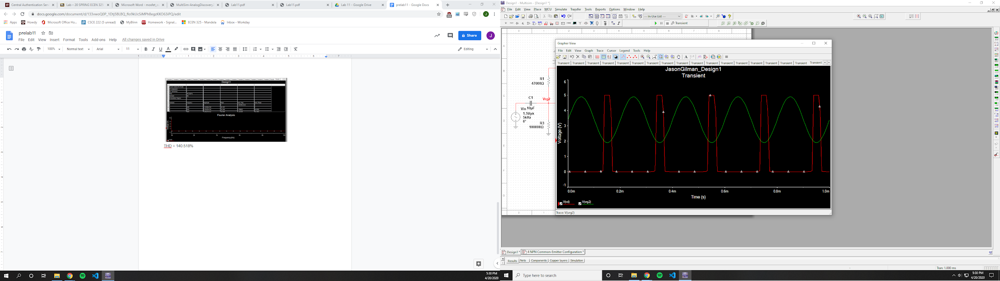 Central Authentication Serv
Lab - 20 SPRING ECEN 325
Microsoft Word - mosfet_cu
MultiSim-AnalogDiscovery2
Lab11.pdf
Lab11.pdf
Lab 11 - Google Drive
prelab11 - Google Docs
docs.google.com/document/d/133vwoQ0P_1Dtj5BLBQ_flo9kUcSiMPh8egzKKO63iPQ/edit
Apps
Howdy
Microsoft Office Ho...
CSCE 222 (5 unread)
MyBlinn
Homework - Signal...
ECEN 325 - Mandela
Inbox - Workday
prelab11
File Edit View Insert Format Tools Add-ons Help All changes saved in Drive
Share
J
100% Normal text Arial 11
Editing
Design1
Fourier Analysis
Voltage (V)
Frequency (Hz)
THD = 140.518%
5:30 PM
4/20/2020
Design1 - Multisim - [Design1 *]
File Edit View Place MCU Simulate Transfer Tools Reports Options Window Help
--- In-Use List ---
Transient
R1
47000Ω
C1
10µF
Vrg2
Vin
1.5Vpk
5kHz
0°
R3
100000Ω
Grapher View
File Edit View Graph Trace Cursor Legend Tools Help
Transient Transient Transient Transient Transient Transient Transient Transient Transient Transient Transient Transient Transient Transient Transient Transient Transient
JasonGilman_Design1
Transient
6
5
4
3
2
1
0
-1
Voltage (V)
0.0m 0.2m 0.4m 0.6m 0.8m 1.0m
Time (s)
V(vd) V(vrg2)
Trace: V(vrg2)
Design1 * 4 NPN Common-Emitter Configuration *
Results Nets Components Copper layers Simulation
Tran: 1.000 ms
Type here to search
5:30 PM
4/20/2020